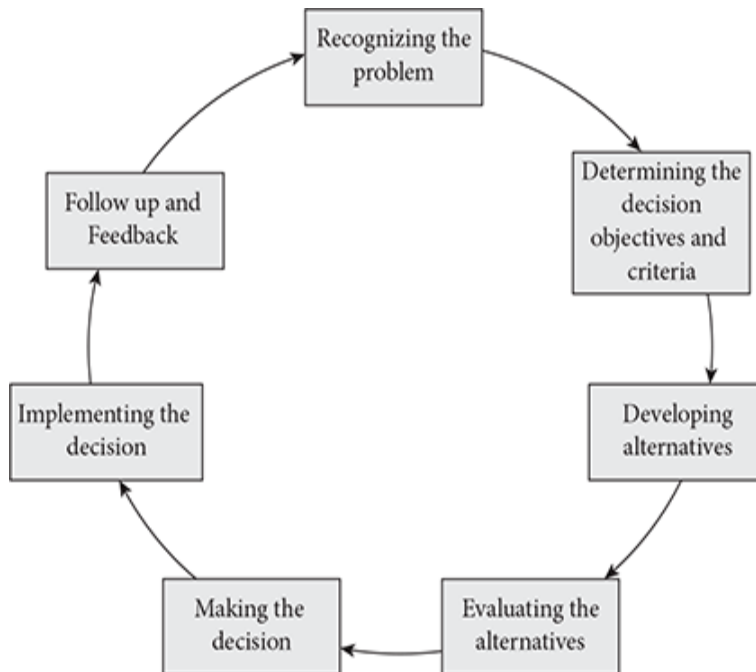 Recognizing the
problem
Determining the
decision
objectives and
criteria
Developing
alternatives
Evaluating the
alternatives
Making the
decision
Implementing the
decision
Follow up and
Feedback